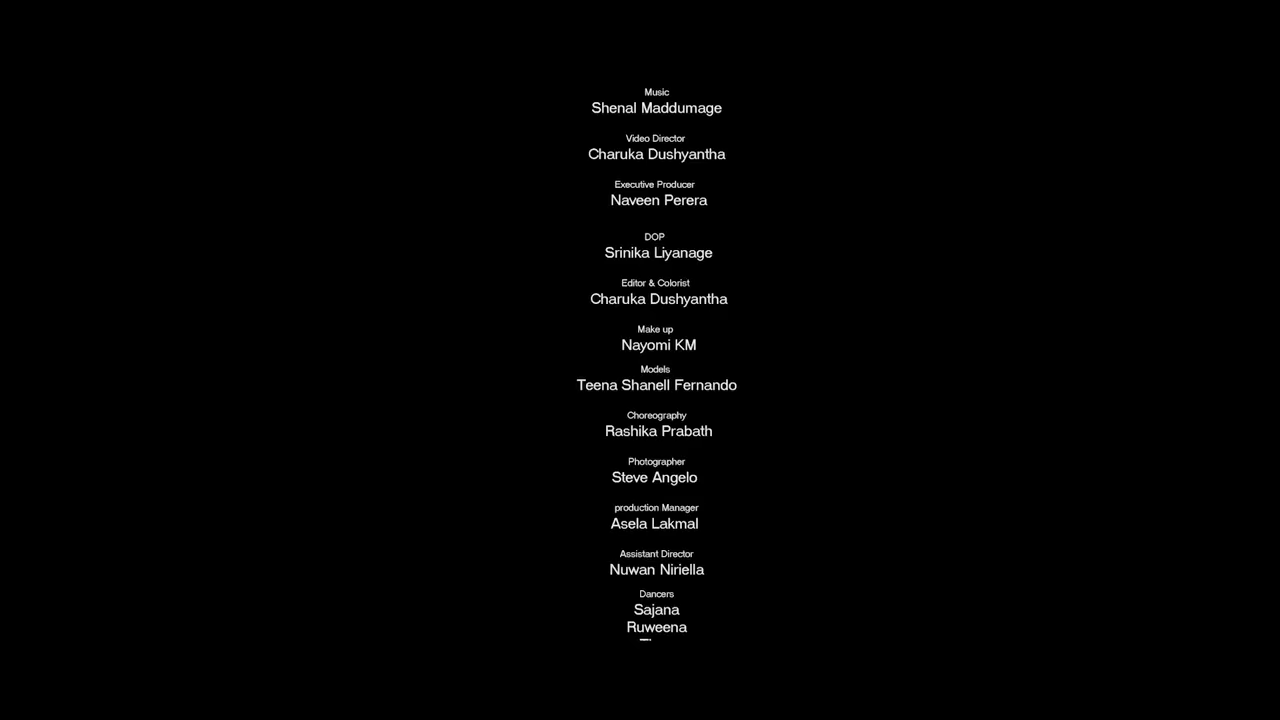 Music
Shenal Maddumage
Video Director
Charuka Dushyantha
Executive Producer
Naveen Perera
DOP
Srinika Liyanage
Editor & Colorist
Charuka Dushyantha
Make up
Nayomi KM
Models
Teena Shanell Fernando
Choreography
Rashika Prabath
Photographer
Steve Angelo
production Manager
Asela Lakmal
Assistant Director
Nuwan Niriella
Dancers
Sajana
Ruweena